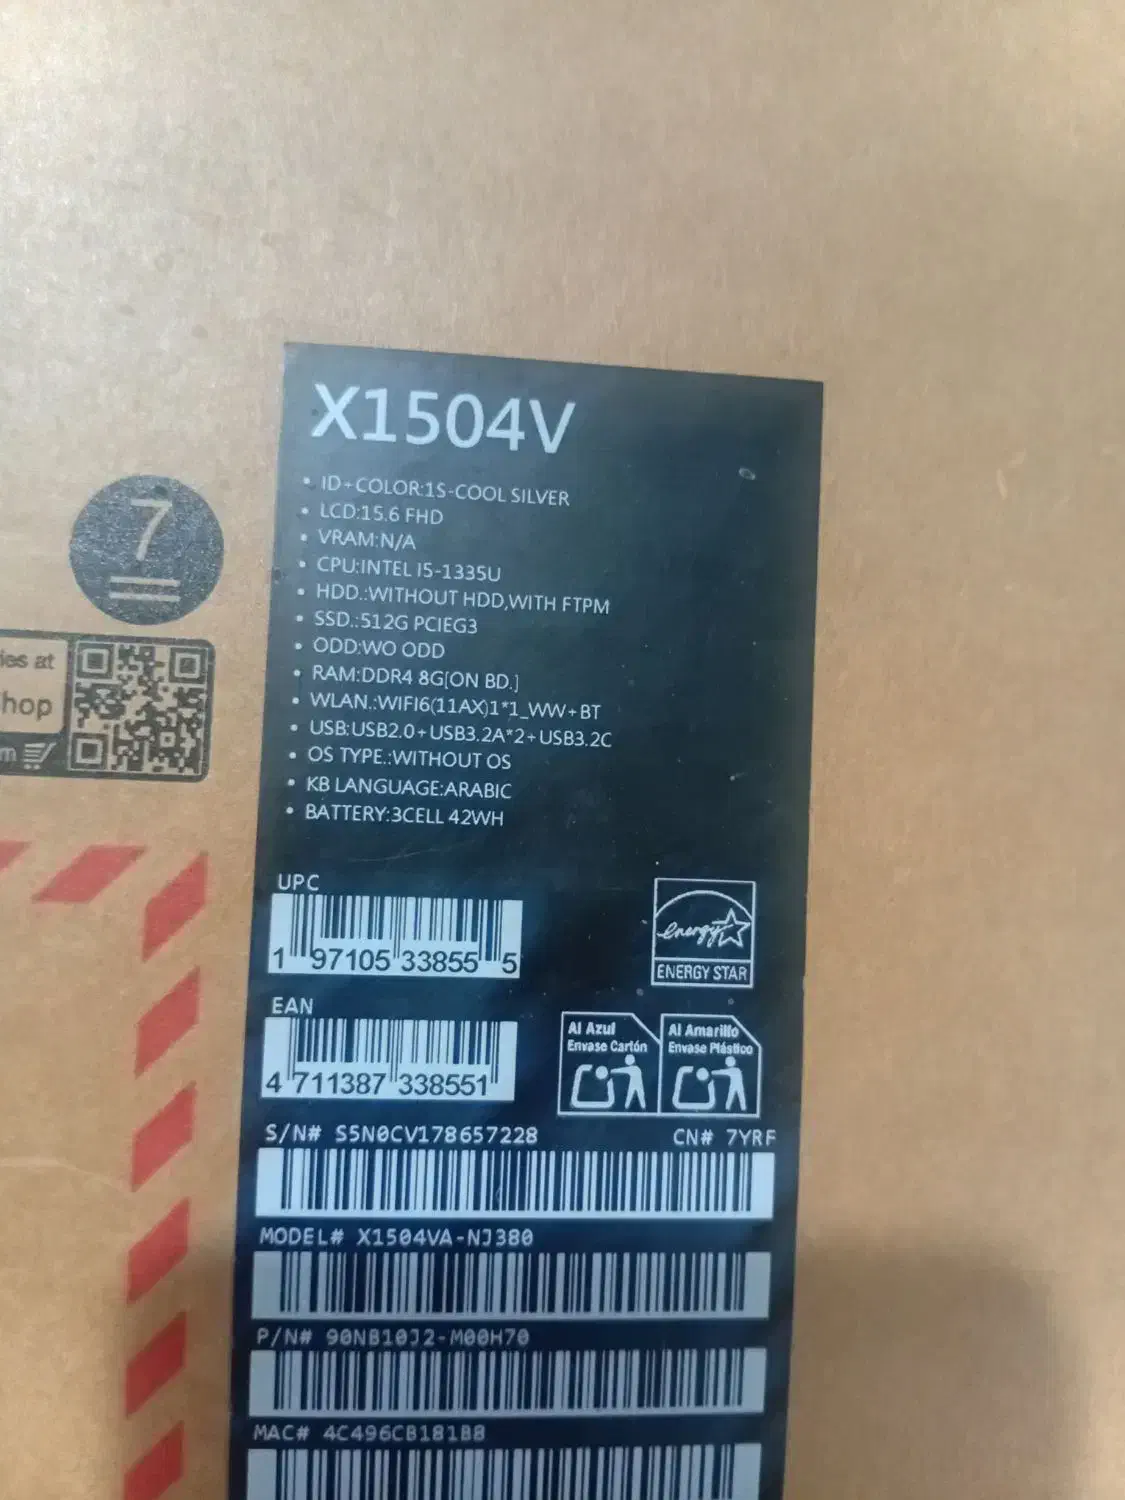 X1504V
• ID+COLOR:1S-COOL SILVER
• LCD:15.6 FHD
• VRAM:N/A
• CPU:INTEL I5-1335U
• HDD.:WITHOUT HDD,WITH FTPM
• SSD.:512G PCIEG3
• ODD:WO ODD
• RAM:DDR4 8G[ON BD.]
• WLAN.:WIFI6(11AX)1*1_WW+BT
• USB:USB2.0+USB3.2A*2+USB3.2C
• OS TYPE.:WITHOUT OS
• KB LANGUAGE:ARABIC
• BATTERY:3CELL 42WH
7
ies at
hop
m
UPC
1 97105 33855 5
energy
ENERGY STAR
EAN
4 711387 338551
Al Azul
Envase Cartón
Al Amarillo
Envase Plástico
S/N# S5N0CV178657228 CN# 7YRF
MODEL# X1504VA-NJ380
P/N# 90NB10J2-M00H70
MAC# 4C496CB181B8